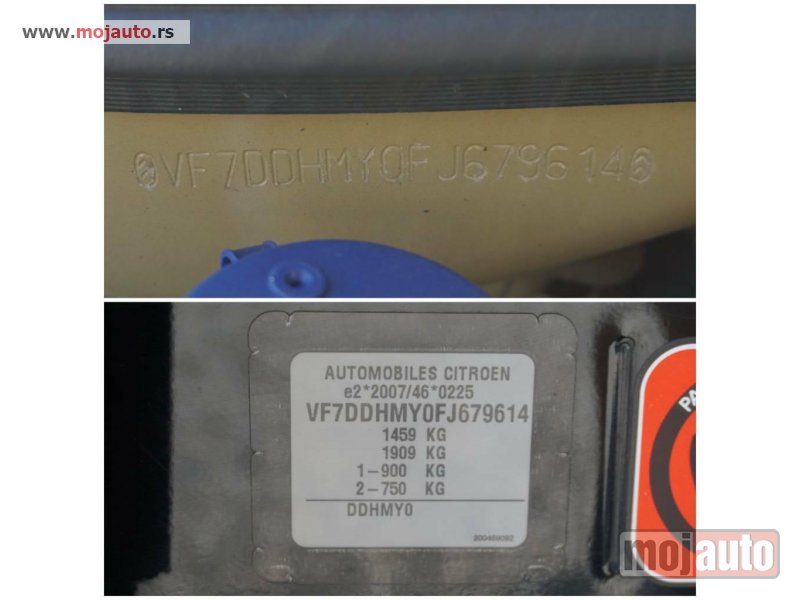 www.mojauto.rs
VF7DDHMY0FJ679614
AUTOMOBILES CITROEN
e2*2007/46*0225
VF7DDHMY0FJ679614
1459 KG
1909 KG
1-900 KG
2-750 KG
DDHMY0
PA
mojauto